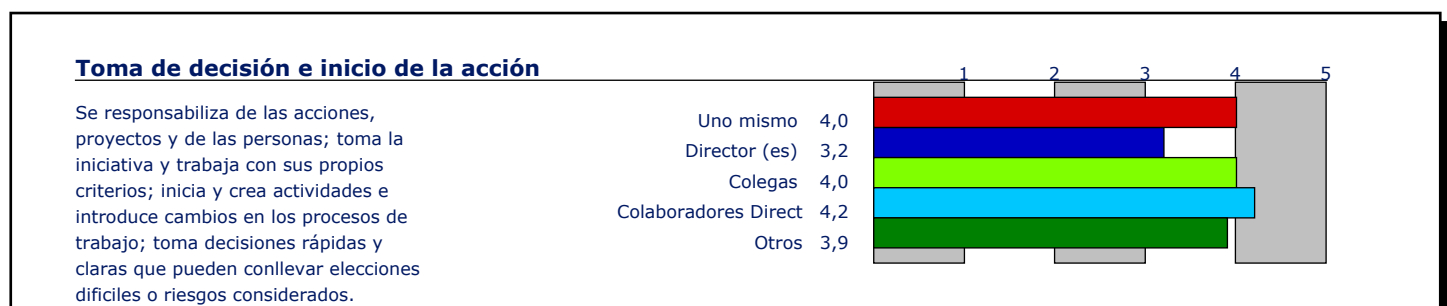 Toma de decisión e inicio de la acción
1 2 3 4 5
Se responsabiliza de las acciones,
proyectos y de las personas; toma la
iniciativa y trabaja con sus propios
criterios; inicia y crea actividades e
introduce cambios en los procesos de
trabajo; toma decisiones rápidas y
claras que pueden conllevar elecciones
dificiles o riesgos considerados.
Uno mismo 4,0
Director (es) 3,2
Colegas 4,0
Colaboradores Direct 4,2
Otros 3,9